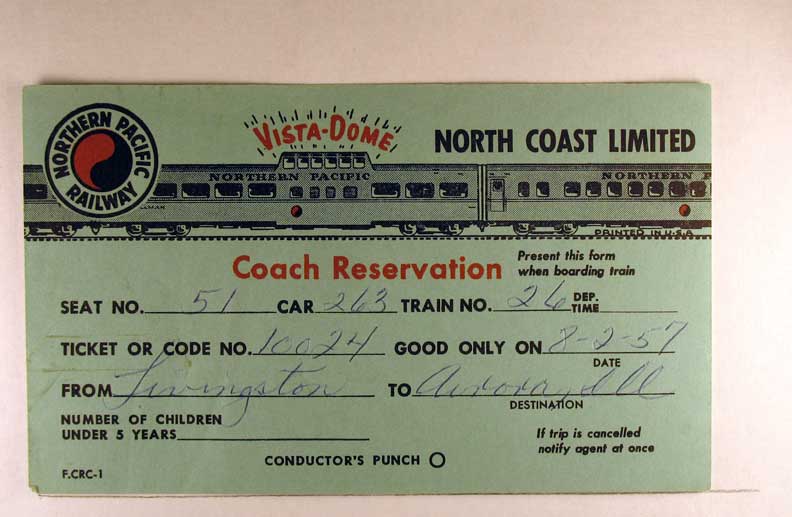 NORTHERN PACIFIC RAILWAY
VISTA-DOME
NORTH COAST LIMITED
NORTHERN PACIFIC
NORTHERN P
PRINTED IN U.S.A.
Coach Reservation
Present this form
when boarding train
SEAT NO. 51 CAR 263 TRAIN NO. 26 DEP. TIME
TICKET OR CODE NO. 10024 GOOD ONLY ON 8-2-57
DATE
FROM Livingston TO Aurora, Ill
DESTINATION
NUMBER OF CHILDREN
UNDER 5 YEARS
If trip is cancelled
notify agent at once
CONDUCTOR'S PUNCH
F.CRC-1